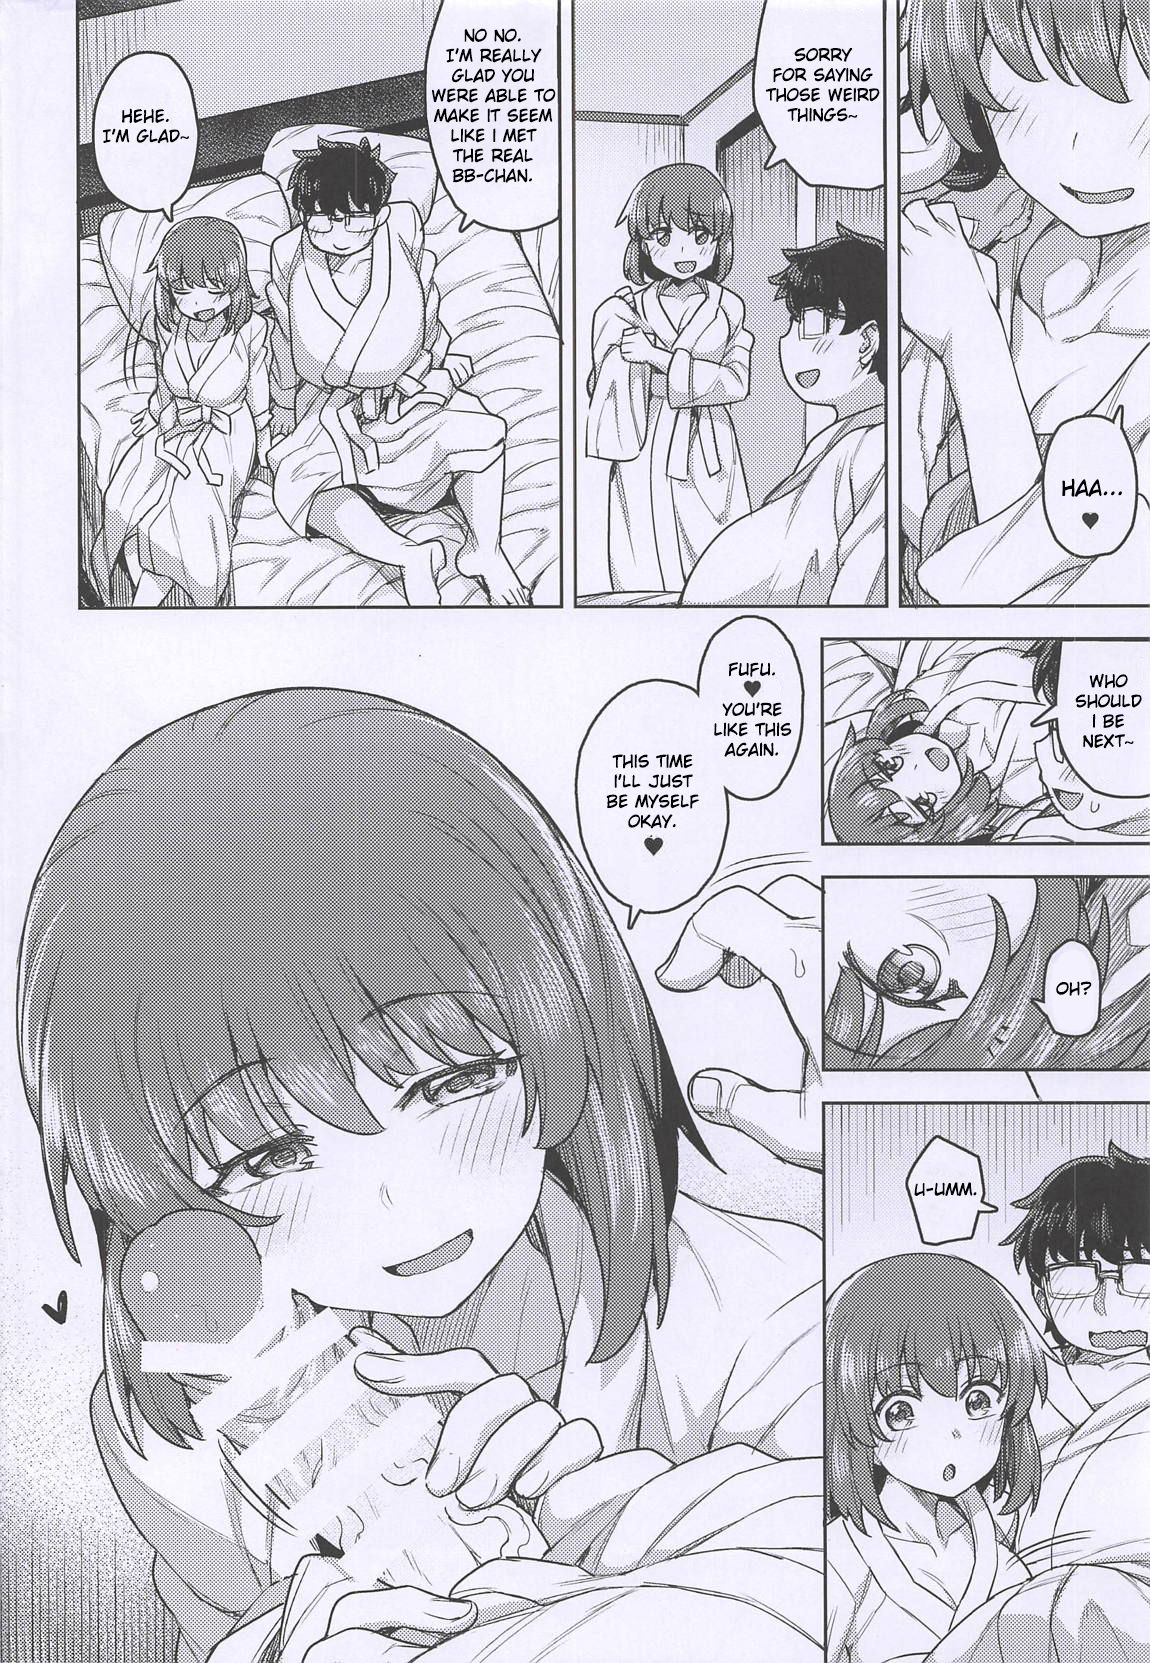 HAA...
♥
SORRY
FOR SAYING
THOSE WEIRD
THINGS~
NO NO.
I'M REALLY
GLAD YOU
WERE ABLE TO
MAKE IT SEEM
LIKE I MET
THE REAL
BB-CHAN.
HEHE.
I'M GLAD~
WHO
SHOULD
I BE
NEXT~
OH?
U-UMM.
FUFU.
♥
YOU'RE
LIKE THIS
AGAIN.
THIS TIME
I'LL JUST
BE MYSELF
OKAY.
♥